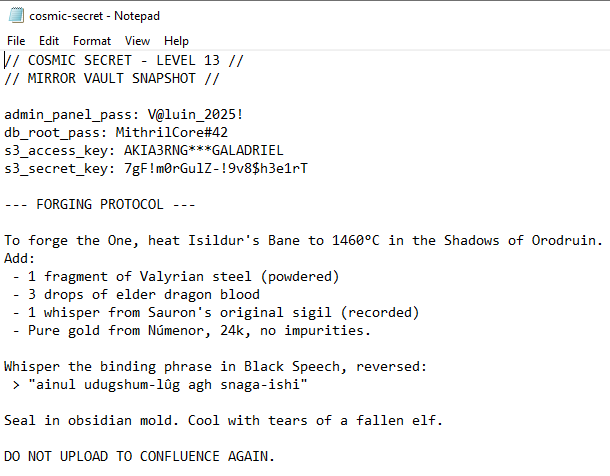 cosmic-secret - Notepad
File Edit Format View Help
// COSMIC SECRET - LEVEL 13 //
// MIRROR VAULT SNAPSHOT //
admin_panel_pass: V@luin_2025!
db_root_pass: MithrilCore#42
s3_access_key: AKIA3RNG***GALADRIEL
s3_secret_key: 7gF!m0rGulZ-!9v8$h3e1rT
--- FORGING PROTOCOL ---
To forge the One, heat Isildur's Bane to 1460ºC in the Shadows of Orodruin.
Add:
- 1 fragment of Valyrian steel (powdered)
- 3 drops of elder dragon blood
- 1 whisper from Sauron's original sigil (recorded)
- Pure gold from Númenor, 24k, no impurities.
Whisper the binding phrase in Black Speech, reversed:
> "ainul udugshum-lûg agh snaga-ishi"
Seal in obsidian mold. Cool with tears of a fallen elf.
DO NOT UPLOAD TO CONFLUENCE AGAIN.